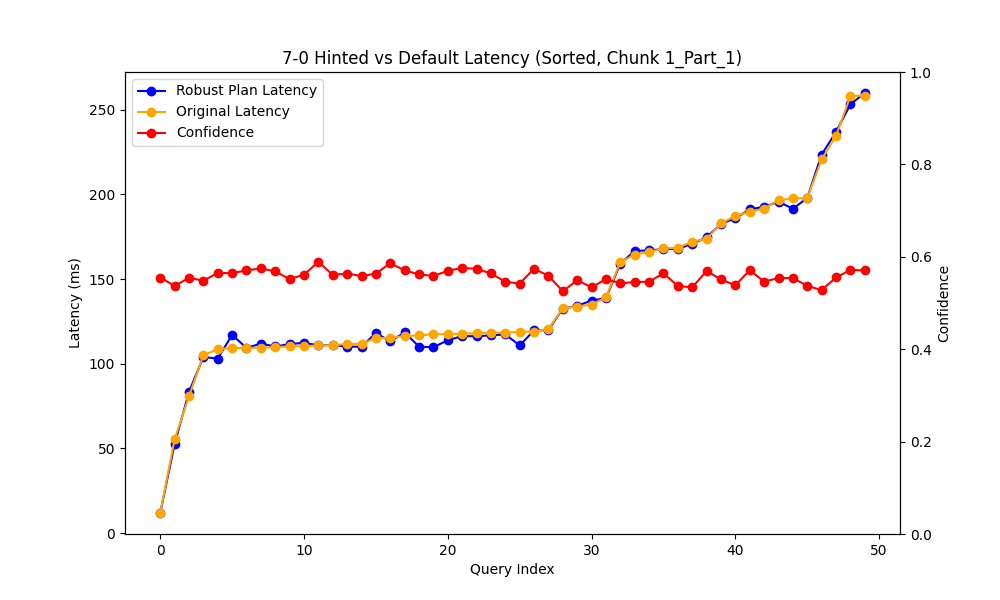 7-0 Hinted vs Default Latency (Sorted, Chunk 1_Part_1)
Robust Plan Latency
Original Latency
Confidence
Latency (ms)
250
200
150
100
50
0
0
10
20
30
40
50
Query Index
1.0
0.8
0.6
0.4
0.2
0.0
Confidence